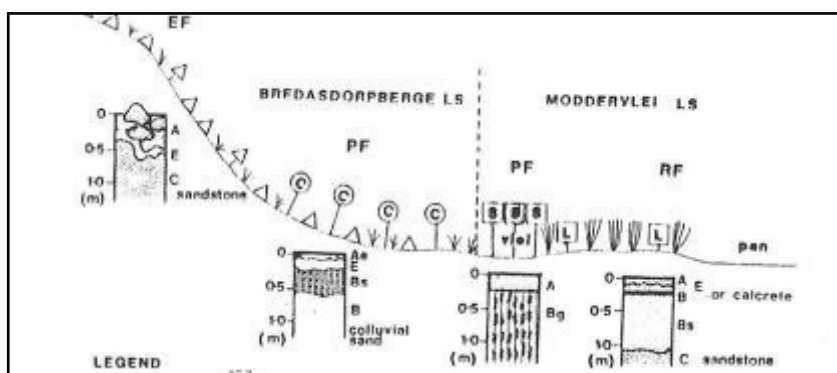 EF
BREDASDORPBERGE LS
MODDERVLEI LS
PF
PF
RF
C C C C
B B B
vlei
L L
pan
0
0·5
1·0
(m)
A
E
C
sandstone
0
0·5
1·0
(m)
Ae
E
Bs
B
colluvial
sand
0
0·5
1·0
(m)
A
Bg
0
0·5
1·0
(m)
A
E
B
or calcrete
Bs
C sandstone
LEGEND